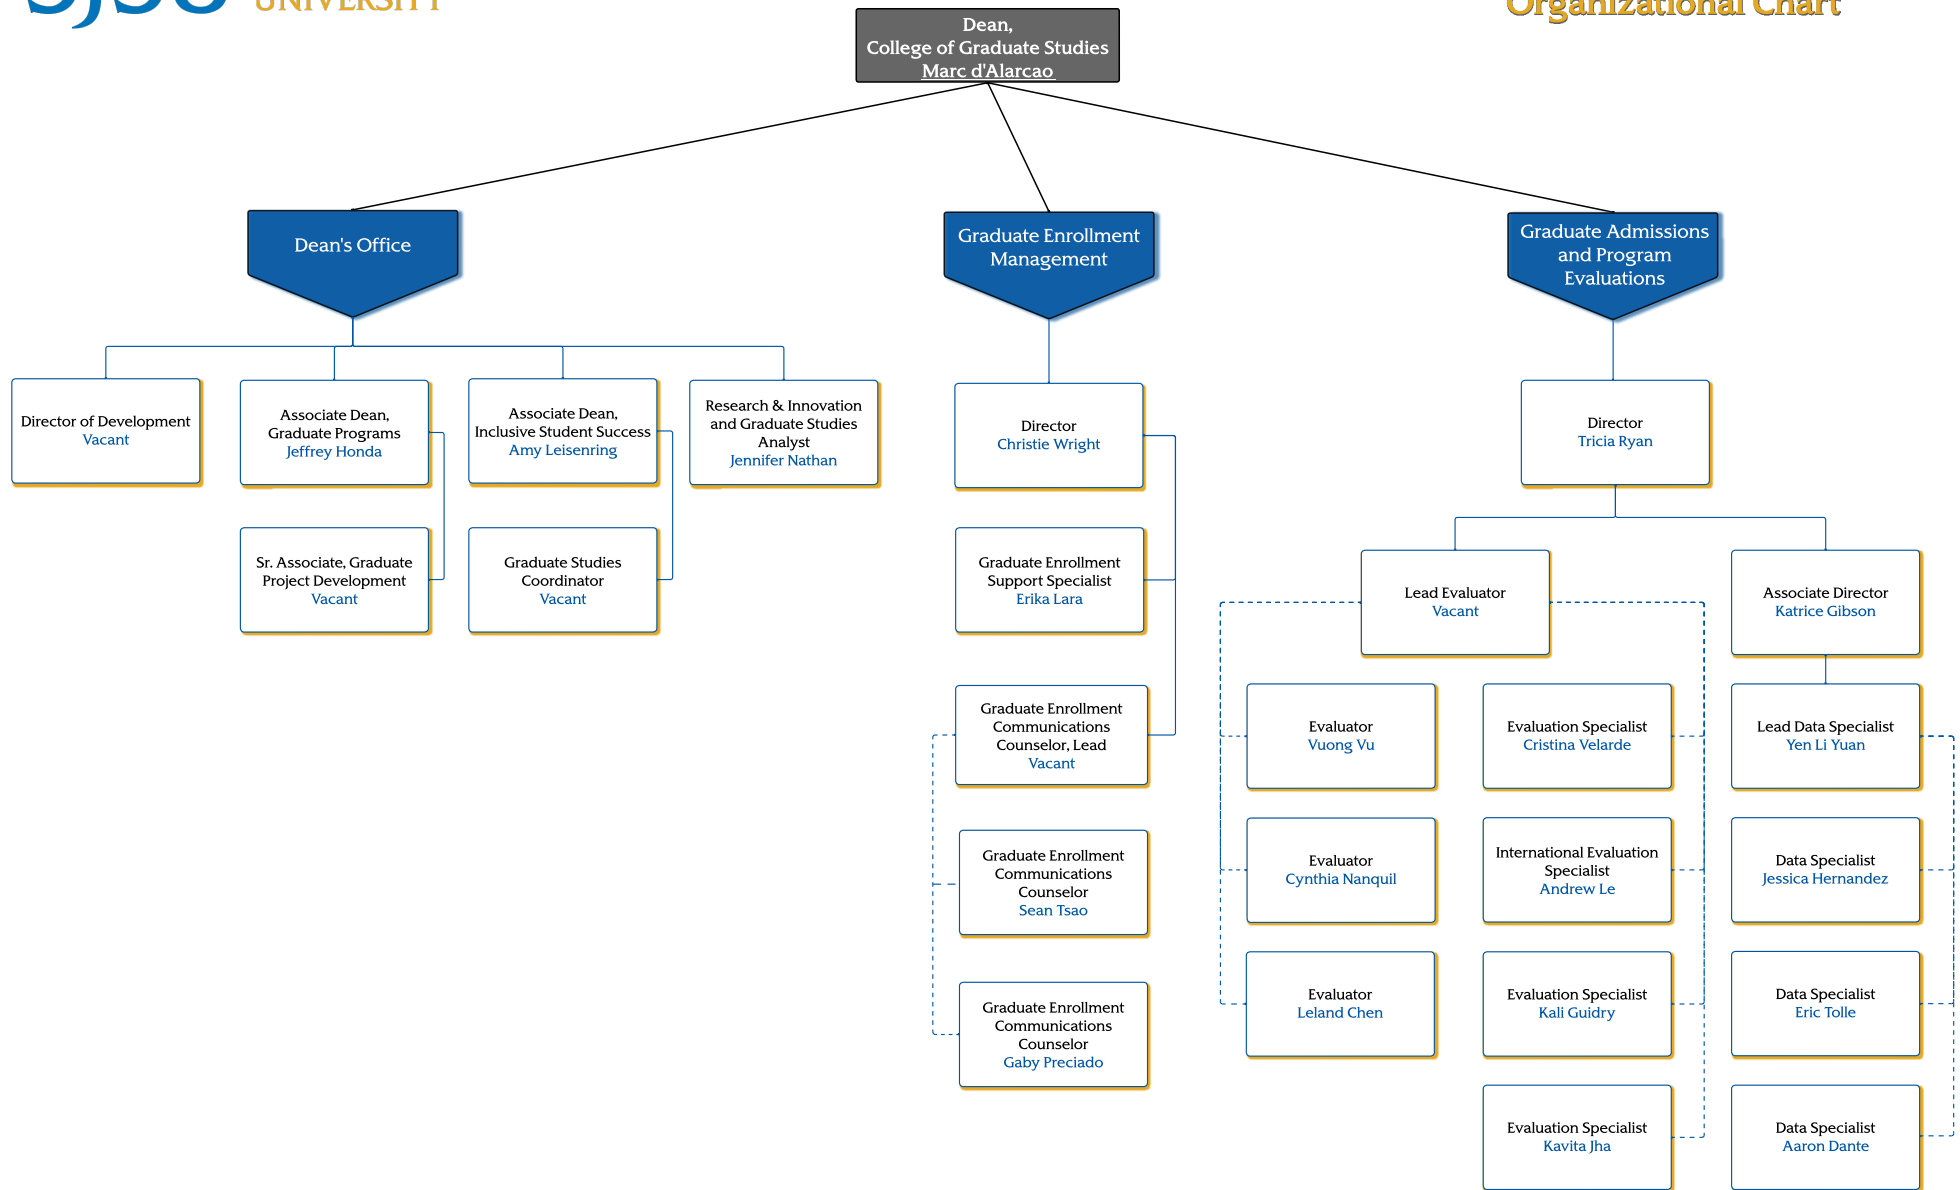 SJSU UNIVERSITY
Organizational Chart
Dean,
College of Graduate Studies
Marc d'Alarcao
Dean's Office
Graduate Enrollment
Management
Graduate Admissions
and Program
Evaluations
Director of Development
Vacant
Associate Dean,
Graduate Programs
Jeffrey Honda
Associate Dean,
Inclusive Student Success
Amy Leisenring
Research & Innovation
and Graduate Studies
Analyst
Jennifer Nathan
Director
Christie Wright
Director
Tricia Ryan
Sr. Associate, Graduate
Project Development
Vacant
Graduate Studies
Coordinator
Vacant
Graduate Enrollment
Support Specialist
Erika Lara
Lead Evaluator
Vacant
Associate Director
Katrice Gibson
Graduate Enrollment
Communications
Counselor, Lead
Vacant
Evaluator
Vuong Vu
Evaluation Specialist
Cristina Velarde
Lead Data Specialist
Yen Li Yuan
Graduate Enrollment
Communications
Counselor
Sean Tsao
Evaluator
Cynthia Nanquil
International Evaluation
Specialist
Andrew Le
Data Specialist
Jessica Hernandez
Graduate Enrollment
Communications
Counselor
Gaby Preciado
Evaluator
Leland Chen
Evaluation Specialist
Kali Guidry
Data Specialist
Eric Tolle
Evaluation Specialist
Kavita Jha
Data Specialist
Aaron Dante